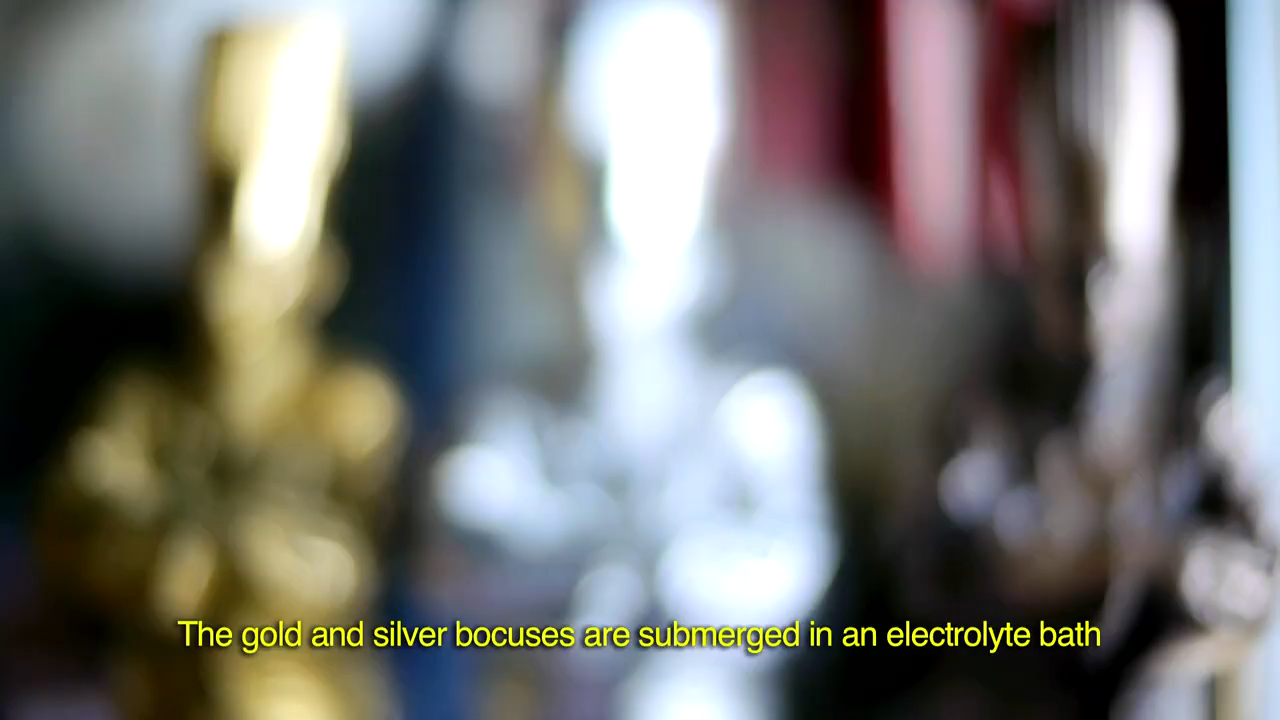 The gold and silver bocuses are submerged in an electrolyte bath